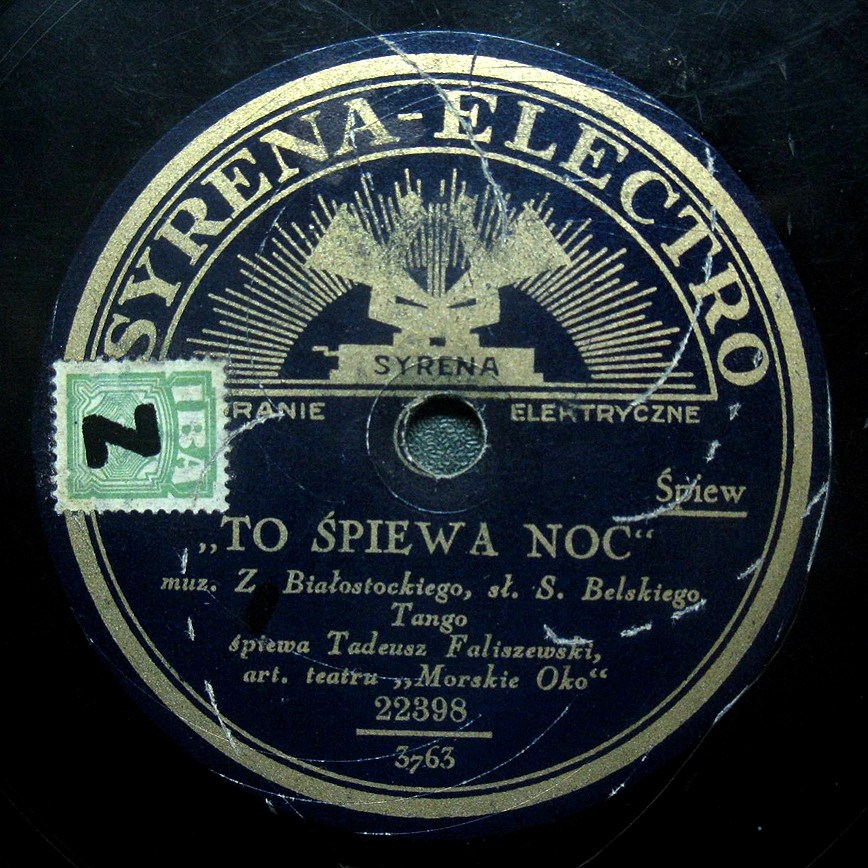 SYRENA-ELECTRO
SYRENA
ELEKTRYCZNE
Śpiew
„TO ŚPIEWA NOC“
muz. Z Białostockiego, sł. S. Belskiego
Tango
śpiewa Tadeusz Faliszewski,
art. teatru „Morskie Oko“
22398
3763